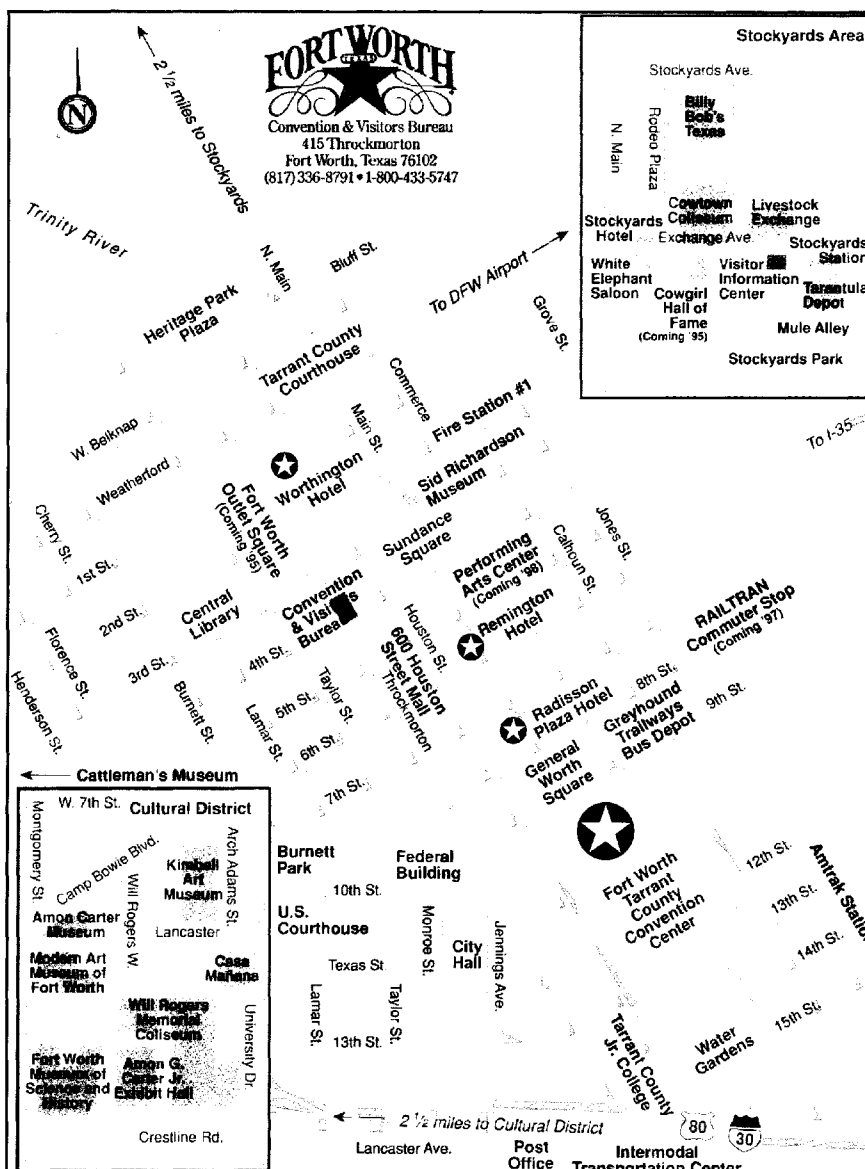 N
2 1/2 miles to Stockyards
FORT WORTH
TEXAS
Convention & Visitors Bureau
415 Throckmorton
Fort Worth, Texas 76102
(817) 336-8791 • 1-800-433-5747
Stockyards Area
Stockyards Ave.
Billy
Bob's
Texas
N. Main
Rodeo Plaza
Cowtown
Coliseum
Livestock
Exchange
Stockyards
Hotel
Exchange Ave.
Stockyards
Station
White
Elephant
Saloon
Visitor
Information
Center
Cowgirl
Hall of
Fame
(Coming '95)
Tarantula
Depot
Mule Alley
Stockyards Park
Trinity River
N. Main
Bluff St.
To DFW Airport
Grove St.
Heritage Park
Plaza
Tarrant County
Courthouse
Commerce
Fire Station #1
To I-35
W. Belknap
Main St.
Weatherford
Worthington
Hotel
Sid Richardson
Museum
Fort Worth
Outlet Square
(Coming '95)
Sundance
Square
Cherry St.
1st St.
Jones St.
Calhoun St.
Performing
Arts Center
(Coming '98)
2nd St.
Central
Library
Convention
& Visitors
Bureau
Houston St.
Remington
Hotel
RAILTRAN
Commuter Stop
(Coming '97)
Florence St.
3rd St.
4th St.
600 Houston
Street Mall
Throckmorton
Henderson St.
Burnett St.
Taylor St.
5th St.
Lamar St.
6th St.
Radisson
Plaza Hotel
8th St.
Greyhound
Trailways
Bus Depot
9th St.
General
Worth
Square
7th St.
Cattleman's Museum
W. 7th St.
Cultural District
Montgomery St.
Camp Bowie Blvd.
Arch Adams St.
Kimbell
Art
Museum
Will Rogers W.
Amon Carter
Museum
Lancaster
Modern Art
Museum of
Fort Worth
Casa
Mañana
Will Rogers
Memorial
Coliseum
University Dr.
Fort Worth
Museum of
Science and
History
Amon G.
Carter Jr.
Exhibit Hall
Crestline Rd.
Burnett
Park
Federal
Building
10th St.
U.S.
Courthouse
Monroe St.
City
Hall
Jennings Ave.
Texas St.
Lamar St.
Taylor St.
13th St.
Fort Worth
Tarrant
County
Convention
Center
12th St.
Amtrak Station
13th St.
14th St.
15th St.
Water
Gardens
Tarrant County
Jr. College
2 1/2 miles to Cultural District
80
30
Lancaster Ave.
Post
Office
Intermodal
Transportation Center